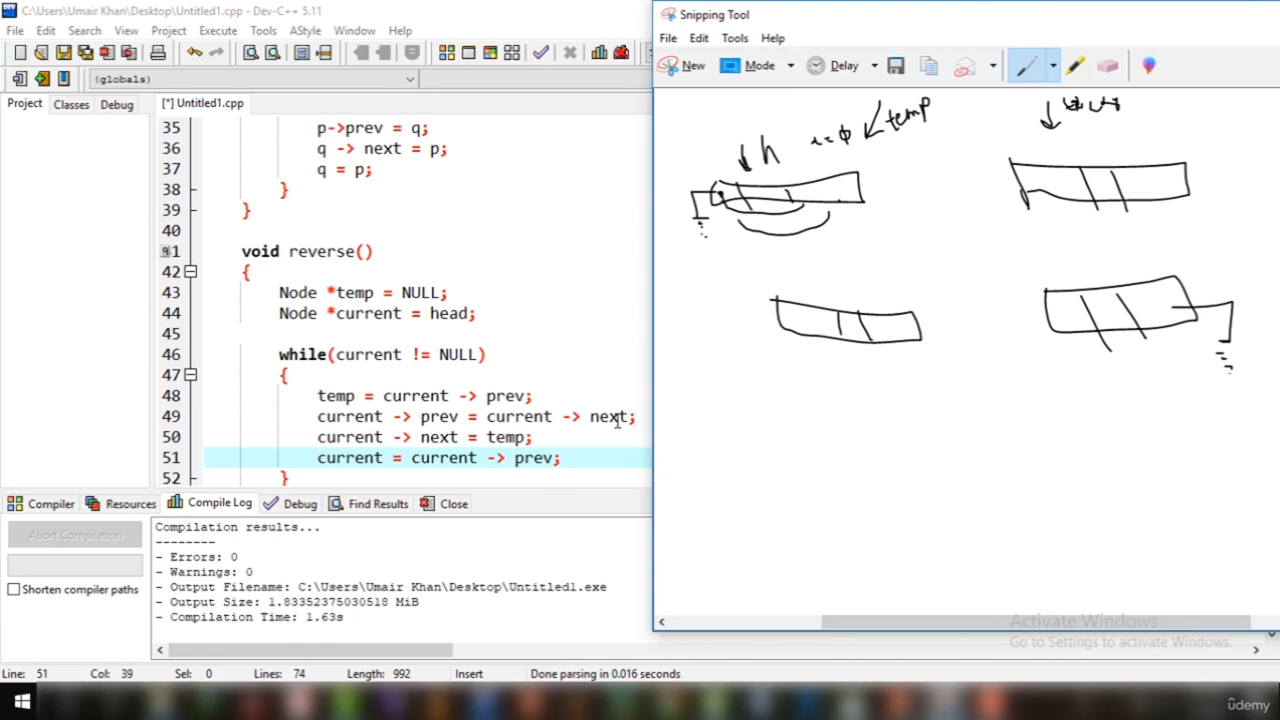 C:\Users\Umair Khan\Desktop\Untitled1.cpp - Dev-C++ 5.11
File Edit Search View Project Execute Tools AStyle Window Help
(globals)
Project Classes Debug
[*] Untitled1.cpp
35 p->prev = q;
36 q -> next = p;
37 q = p;
38 }
39 }
40
41 void reverse()
42 {
43 Node *temp = NULL;
44 Node *current = head;
45
46 while(current != NULL)
47 {
48 temp = current -> prev;
49 current -> prev = current -> next;
50 current -> next = temp;
51 current = current -> prev;
52 }
Compiler Resources Compile Log Debug Find Results Close
Abort Compilation
Shorten compiler paths
Compilation results...
--------
- Errors: 0
- Warnings: 0
- Output Filename: C:\Users\Umair Khan\Desktop\Untitled1.exe
- Output Size: 1.83352375030518 MiB
- Compilation Time: 1.63s
Line: 51 Col: 39 Sel: 0 Lines: 74 Length: 992 Insert Done parsing in 0.016 seconds
Snipping Tool
File Edit Tools Help
New Mode Delay
h
temp
Activate Windows
Go to Settings to activate Windows.
ûdemy